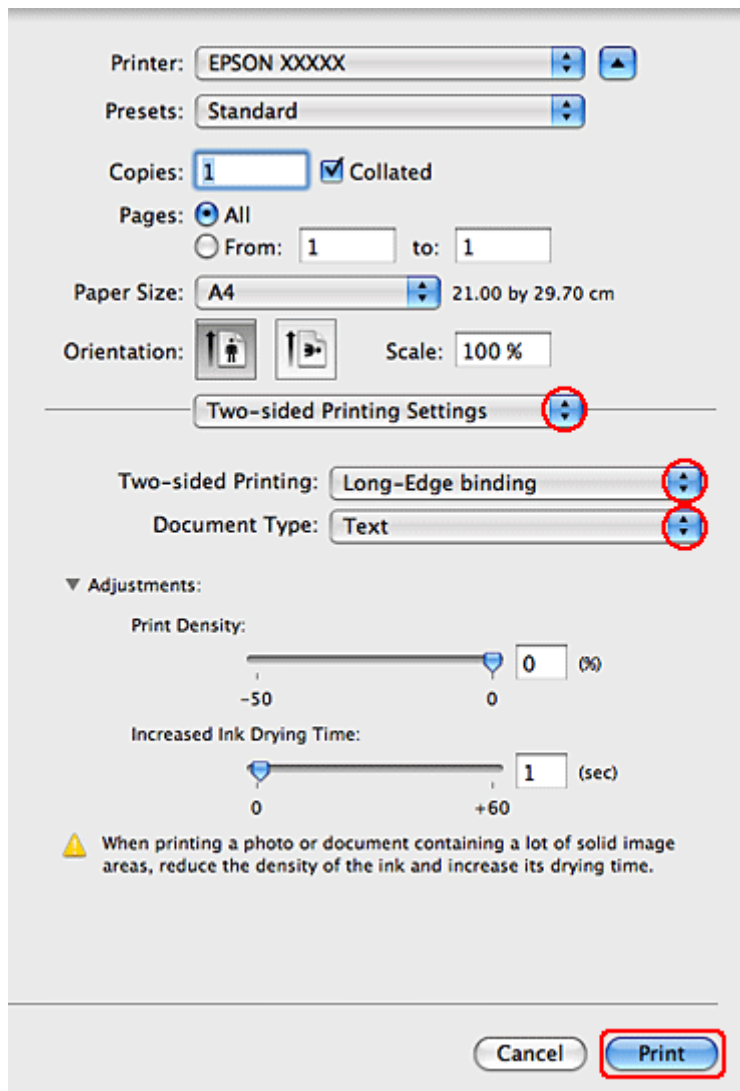 Printer: EPSON XXXXX
Presets: Standard
Copies: 1 Collated
Pages: All
From: 1 to: 1
Paper Size: A4 21.00 by 29.70 cm
Orientation: Scale: 100 %
Two-sided Printing Settings
Two-sided Printing: Long-Edge binding
Document Type: Text
Adjustments:
Print Density:
0 (%)
-50 0
Increased Ink Drying Time:
1 (sec)
0 +60
When printing a photo or document containing a lot of solid image
areas, reduce the density of the ink and increase its drying time.
Cancel Print